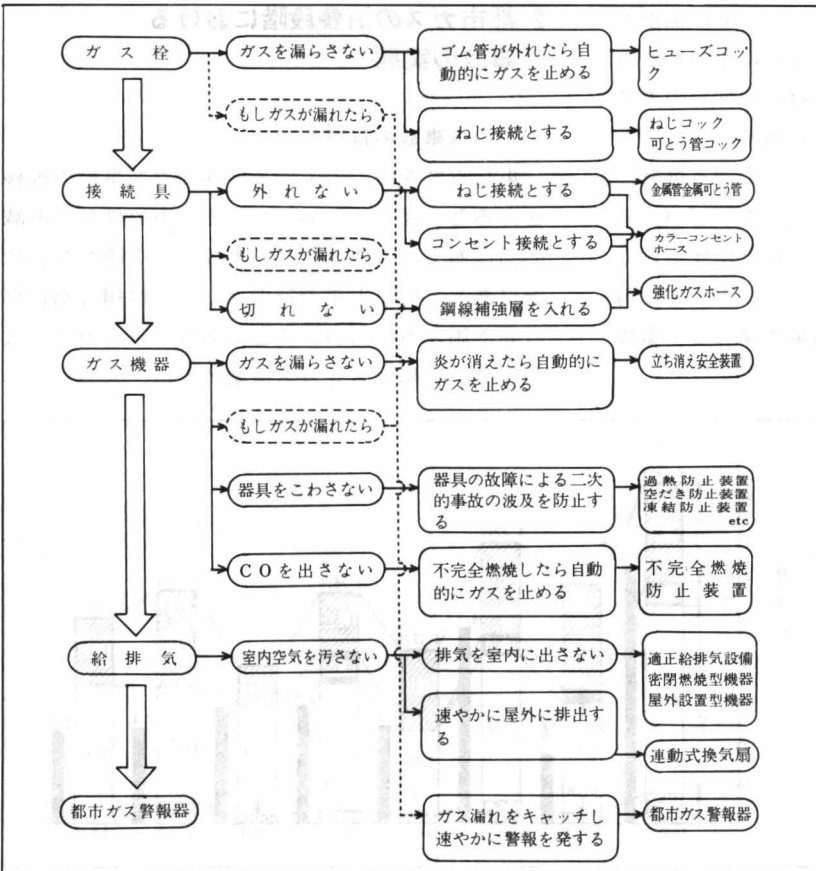 ガス栓
ガスを漏らさない
ゴム管が外れたら自
動的にガスを止める
ヒューズコッ
ク
もしガスが漏れたら
ねじ接続とする
ねじコック
可とう管コック
接続具
外れない
ねじ接続とする
金属管金属可とう管
コンセント接続とする
カラーコンセント
ホース
もしガスが漏れたら
切れない
鋼線補強層を入れる
強化ガスホース
ガス機器
ガスを漏らさない
炎が消えたら自動的に
ガスを止める
立ち消え安全装置
もしガスが漏れたら
器具をこわさない
器具の故障による二次
的事故の波及を防止す
る
過熱防止装置
空だき防止装置
凍結防止装置
etc
COを出さない
不完全燃焼したら自動
的にガスを止める
不完全燃焼
防止装置
給排気
室内空気を汚さない
排気を室内に出さない
適正給排気設備
密閉燃焼型機器
屋外設置型機器
速やかに屋外に排出す
る
連動式換気扇
都市ガス警報器
ガス漏れをキャッチし
速やかに警報を発する
都市ガス警報器